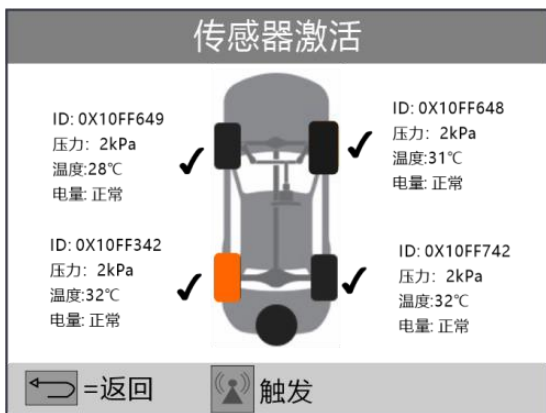 传感器激活
ID: 0X10FF649
压力：2kPa
温度:28℃
电量: 正常
ID: 0X10FF648
压力：2kPa
温度:31℃
电量: 正常
ID: 0X10FF342
压力：2kPa
温度:32℃
电量: 正常
ID: 0X10FF742
压力：2kPa
温度:32℃
电量: 正常
=返回
触发